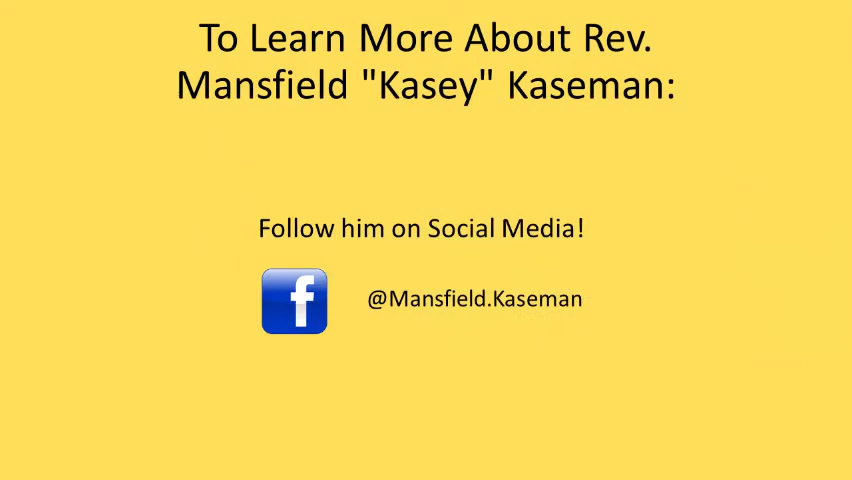 To Learn More About Rev.
Mansfield "Kasey" Kaseman:
Follow him on Social Media!
@Mansfield.Kaseman